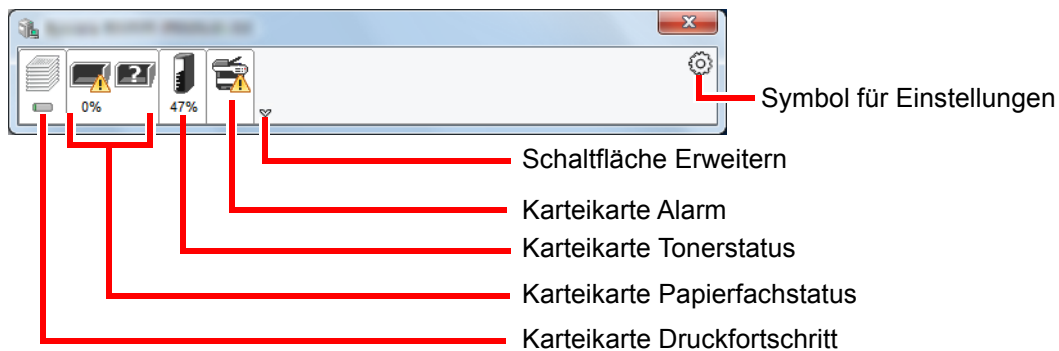 0%
47%
Symbol für Einstellungen
Schaltfläche Erweitern
Karteikarte Alarm
Karteikarte Tonerstatus
Karteikarte Papierfachstatus
Karteikarte Druckfortschritt